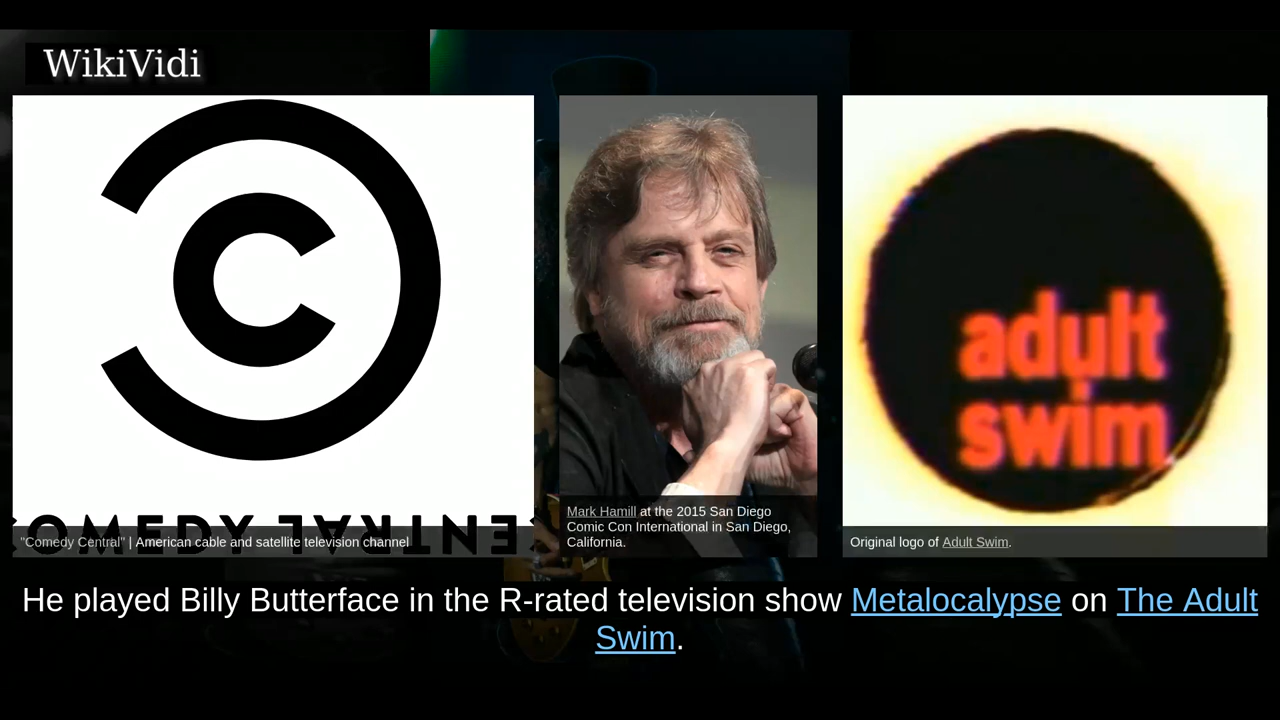 WikiVidi
COMEDY CENTRAL
"Comedy Central" | American cable and satellite television channel
Mark Hamill at the 2015 San Diego
Comic Con International in San Diego,
California.
adult
swim
Original logo of Adult Swim.
He played Billy Butterface in the R-rated television show Metalocalypse on The Adult
Swim.